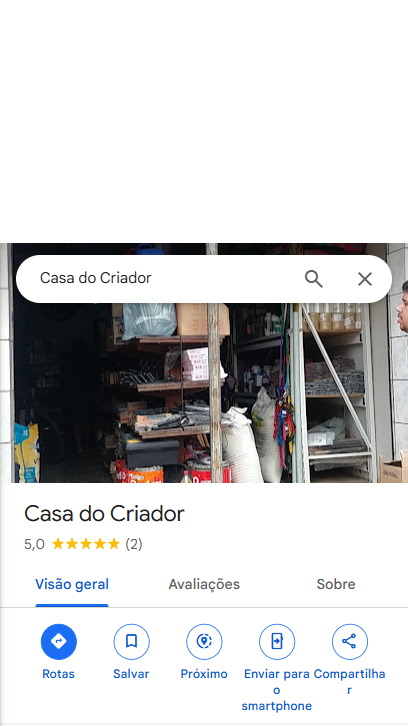 Casa do Criador
Casa do Criador
5,0 (2)
Visão geral
Avaliações
Sobre
Rotas
Salvar
Próximo
Enviar para
o
smartphone
Compartilha
r